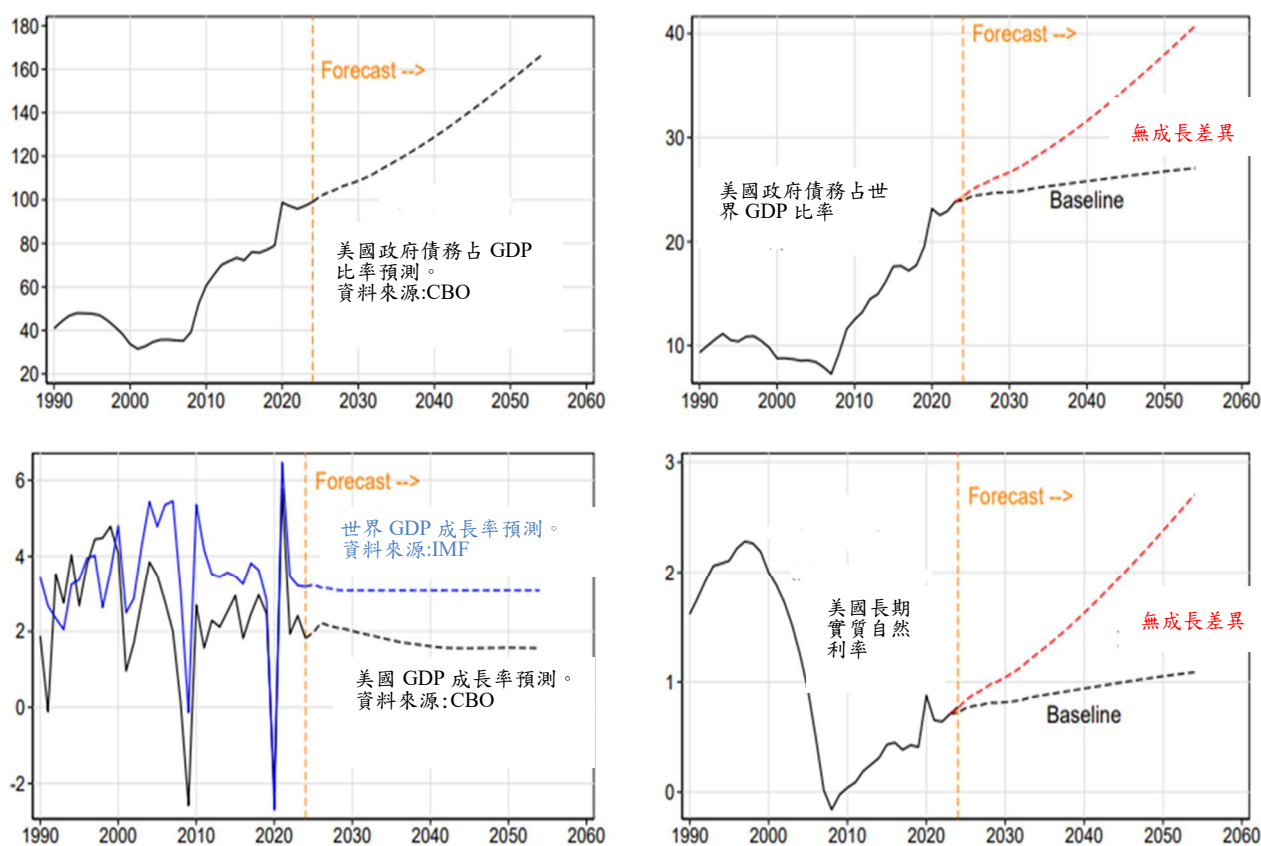 180
160
140
120
100
80
60
40
20
Forecast -->
美國政府債務占 GDP
比率預測。
資料來源:CBO
1990 2000 2010 2020 2030 2040 2050 2060
40
30
20
10
Forecast -->
無成長差異
美國政府債務占世
界 GDP 比率
Baseline
1990 2000 2010 2020 2030 2040 2050 2060
6
4
2
0
-2
Forecast -->
世界 GDP 成長率預測。
資料來源:IMF
美國 GDP 成長率預測。
資料來源:CBO
1990 2000 2010 2020 2030 2040 2050 2060
3
2
1
0
Forecast -->
美國長期
實質自然
利率
無成長差異
Baseline
1990 2000 2010 2020 2030 2040 2050 2060